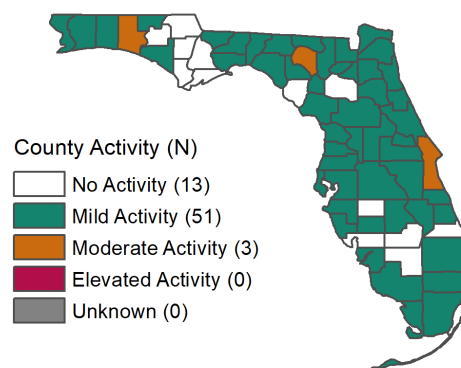 County Activity (N)
No Activity (13)
Mild Activity (51)
Moderate Activity (3)
Elevated Activity (0)
Unknown (0)